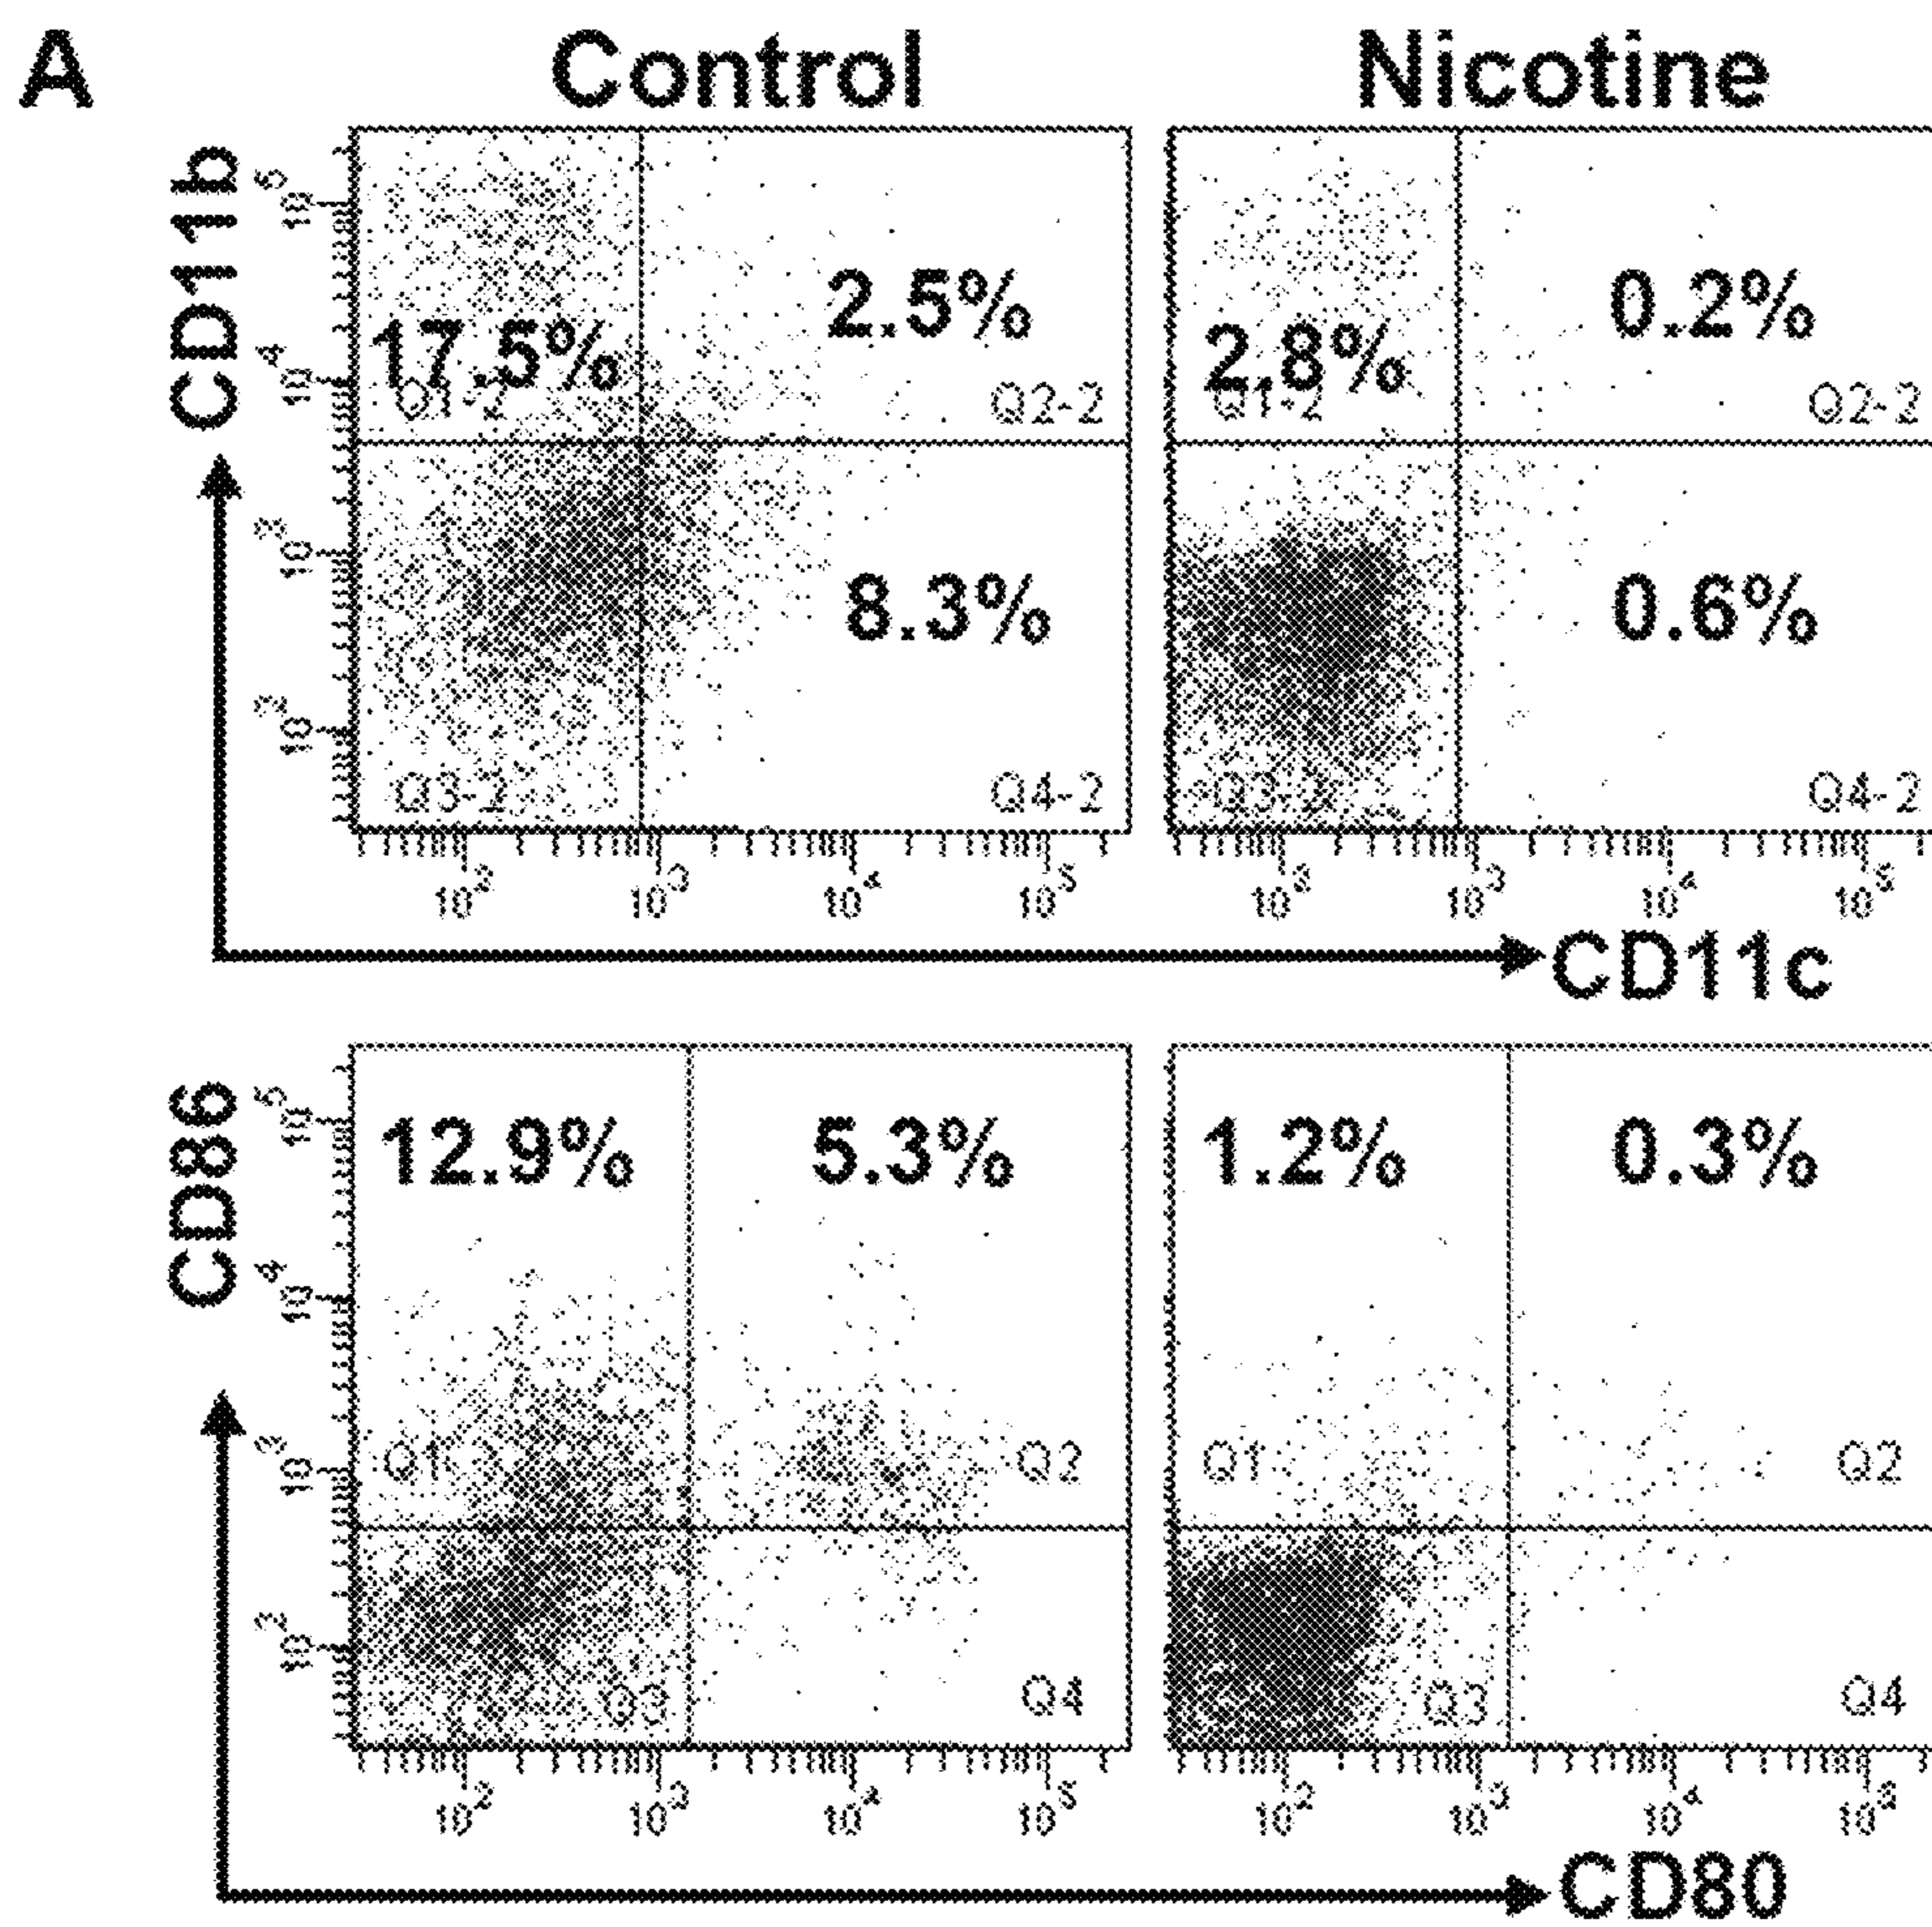 A
Control Nicotine
CD11b
10^5 10^4 10^3 10^2
17.5% 2.5%
Q1-2 Q2-2
8.3%
Q3-2 Q4-2
2.8% 0.2%
Q1-2 Q2-2
0.6%
Q3-2 Q4-2
10^2 10^3 10^4 10^5
10^2 10^3 10^4 10^5
CD11c
CD86
10^5 10^4 10^3 10^2
12.9% 5.3%
Q1 Q2
Q3 Q4
1.2% 0.3%
Q1 Q2
Q3 Q4
10^2 10^3 10^4 10^5
10^2 10^3 10^4 10^5
CD80